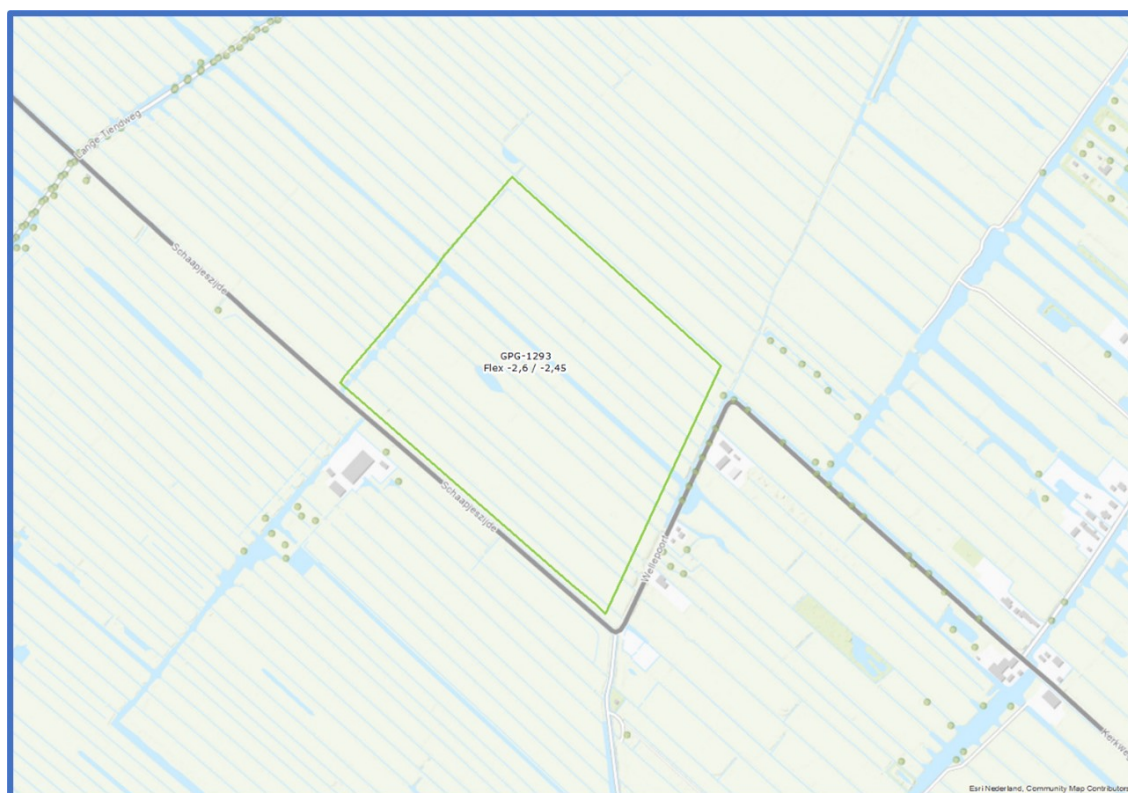 Lange Tiendweg
Schaapjeszijde
GPG-1293
Flex -2,6 / -2,45
Schaapjeszijde
Wellepoort
Kerkweg
Esri Nederland, Community Map Contributors